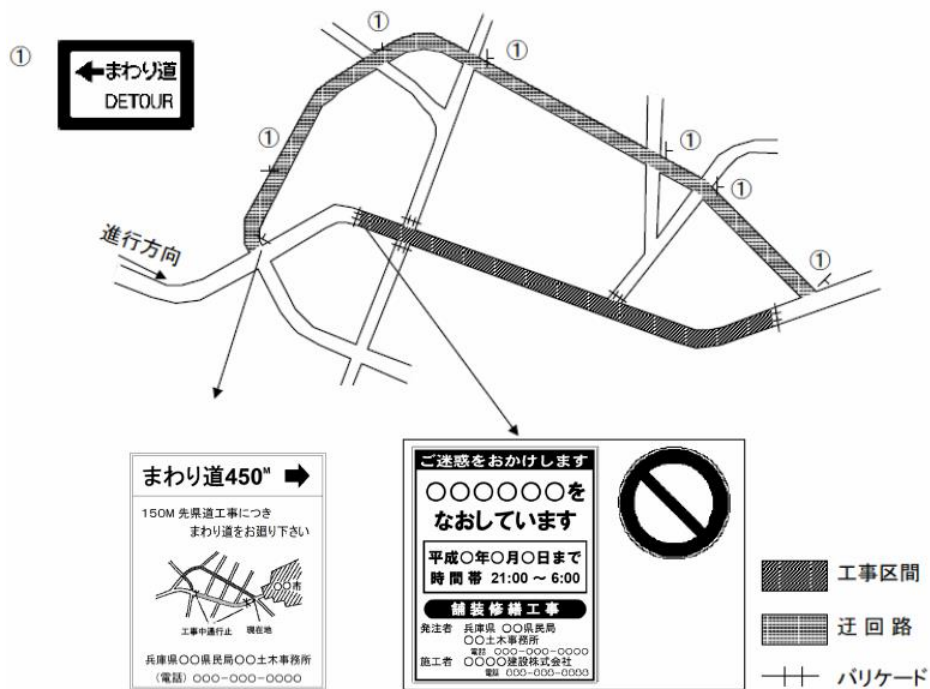 ①
←まわり道
DETOUR
①
①
①
①
①
①
進行方向
まわり道450M ➡
150M 先県道工事につき
まわり道をお廻り下さい
○○市
工事中通行止
現在地
兵庫県○○県民局○○土木事務所
(電話) ○○○-○○○-○○○○
ご迷惑をおかけします
○○○○○○を
なおしています
平成○年○月○日まで
時間帯 21:00 ~ 6:00
舗装修繕工事
発注者 兵庫県 ○○県民局
○○土木事務所
電話 ○○○-○○○-○○○○
施工者 ○○○○建設株式会社
電話 ○○○-○○○-○○○○
工事区間
迂回路
バリケード